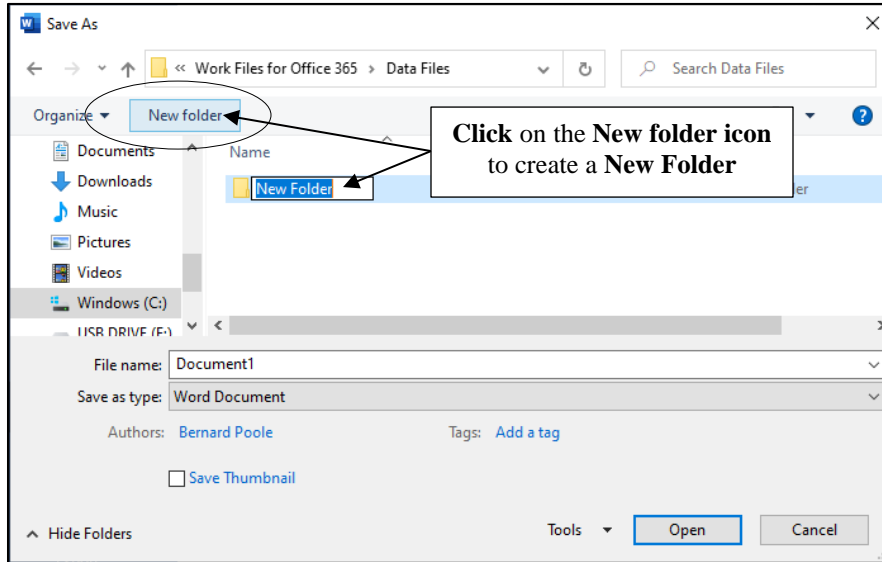 Save As
« Work Files for Office 365 › Data Files
Search Data Files
Organize
New folder
Click on the New folder icon
to create a New Folder
Documents
Name
Downloads
New Folder
Music
Pictures
Videos
Windows (C:)
USB DRIVE (E:)
File name: Document1
Save as type: Word Document
Authors: Bernard Poole Tags: Add a tag
Save Thumbnail
Hide Folders
Tools
Open
Cancel